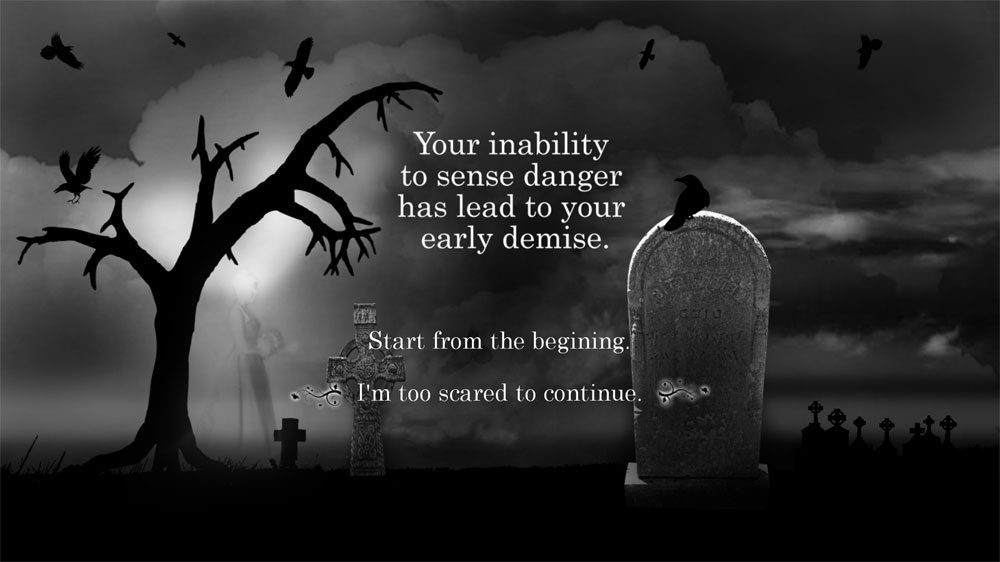 Your inability
to sense danger
has lead to your
early demise.
Start from the begining.
I'm too scared to continue.